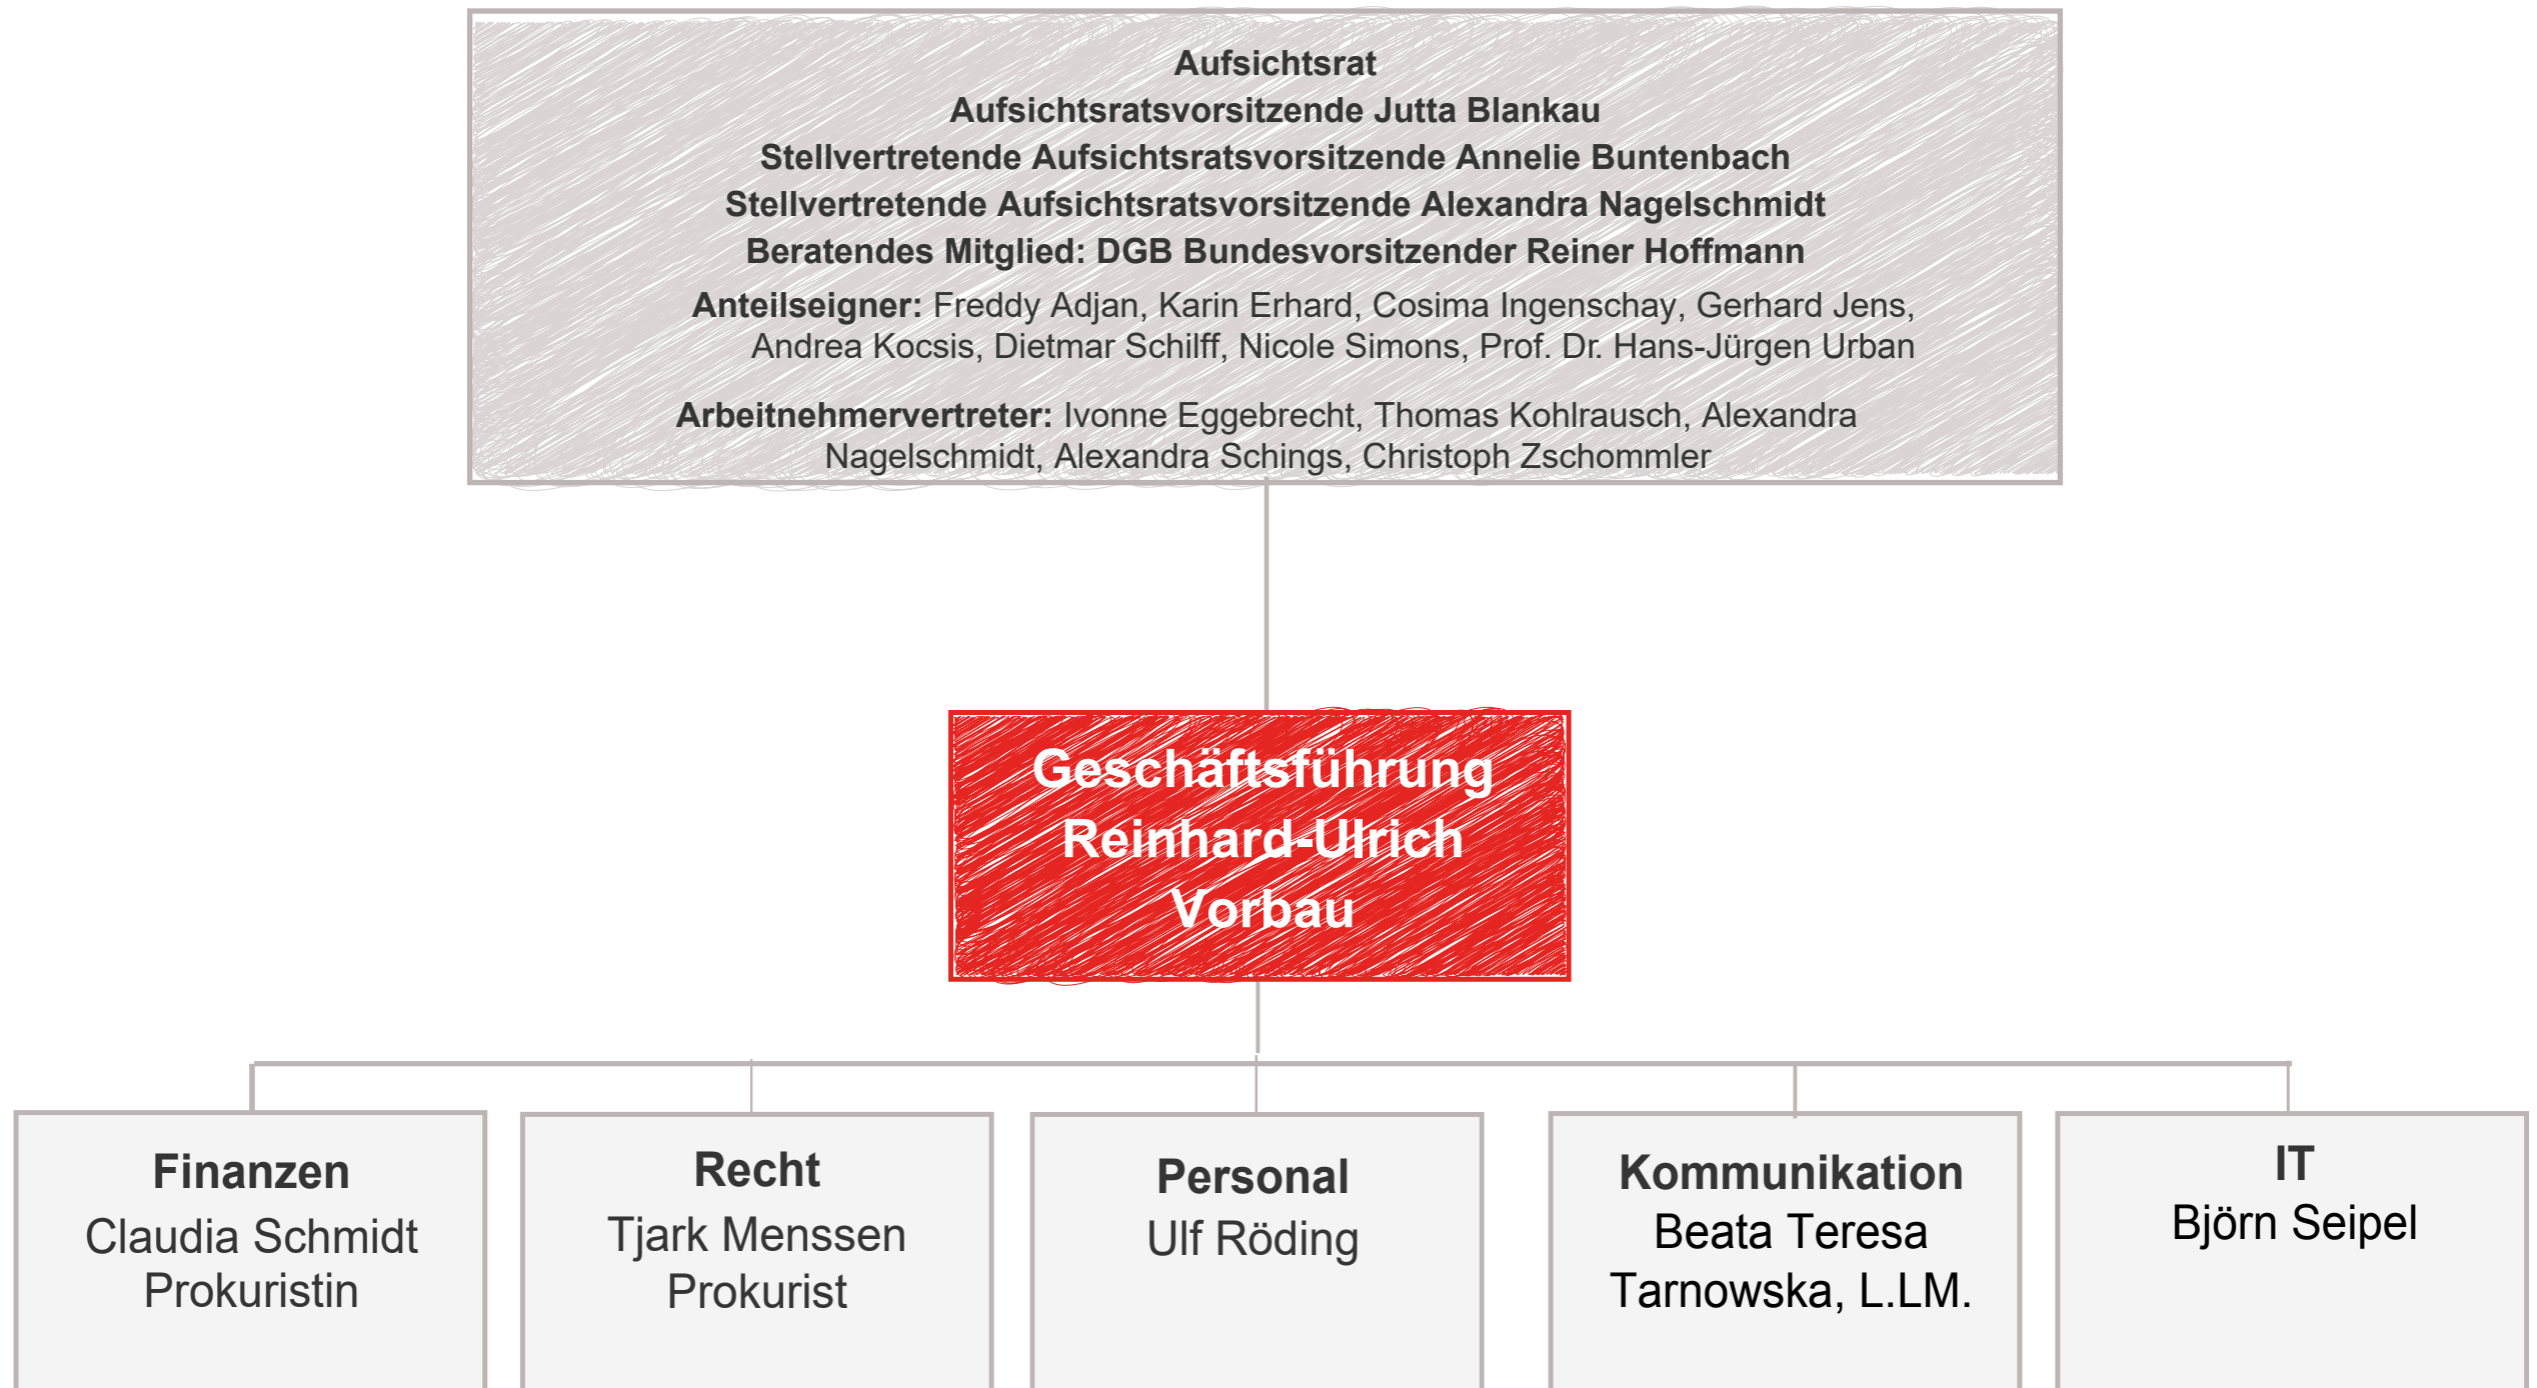 Aufsichtsrat
Aufsichtsratsvorsitzende Jutta Blankau
Stellvertretende Aufsichtsratsvorsitzende Annelie Buntenbach
Stellvertretende Aufsichtsratsvorsitzende Alexandra Nagelschmidt
Beratendes Mitglied: DGB Bundesvorsitzender Reiner Hoffmann
Anteilseigner: Freddy Adjan, Karin Erhard, Cosima Ingenschay, Gerhard Jens,
Andrea Kocsis, Dietmar Schilff, Nicole Simons, Prof. Dr. Hans-Jürgen Urban
Arbeitnehmervertreter: Ivonne Eggebrecht, Thomas Kohlrausch, Alexandra
Nagelschmidt, Alexandra Schings, Christoph Zschommler
Geschäftsführung
Reinhard-Ulrich
Vorbau
Finanzen
Claudia Schmidt
Prokuristin
Recht
Tjark Menssen
Prokurist
Personal
Ulf Röding
Kommunikation
Beata Teresa
Tarnowska, L.LM.
IT
Björn Seipel